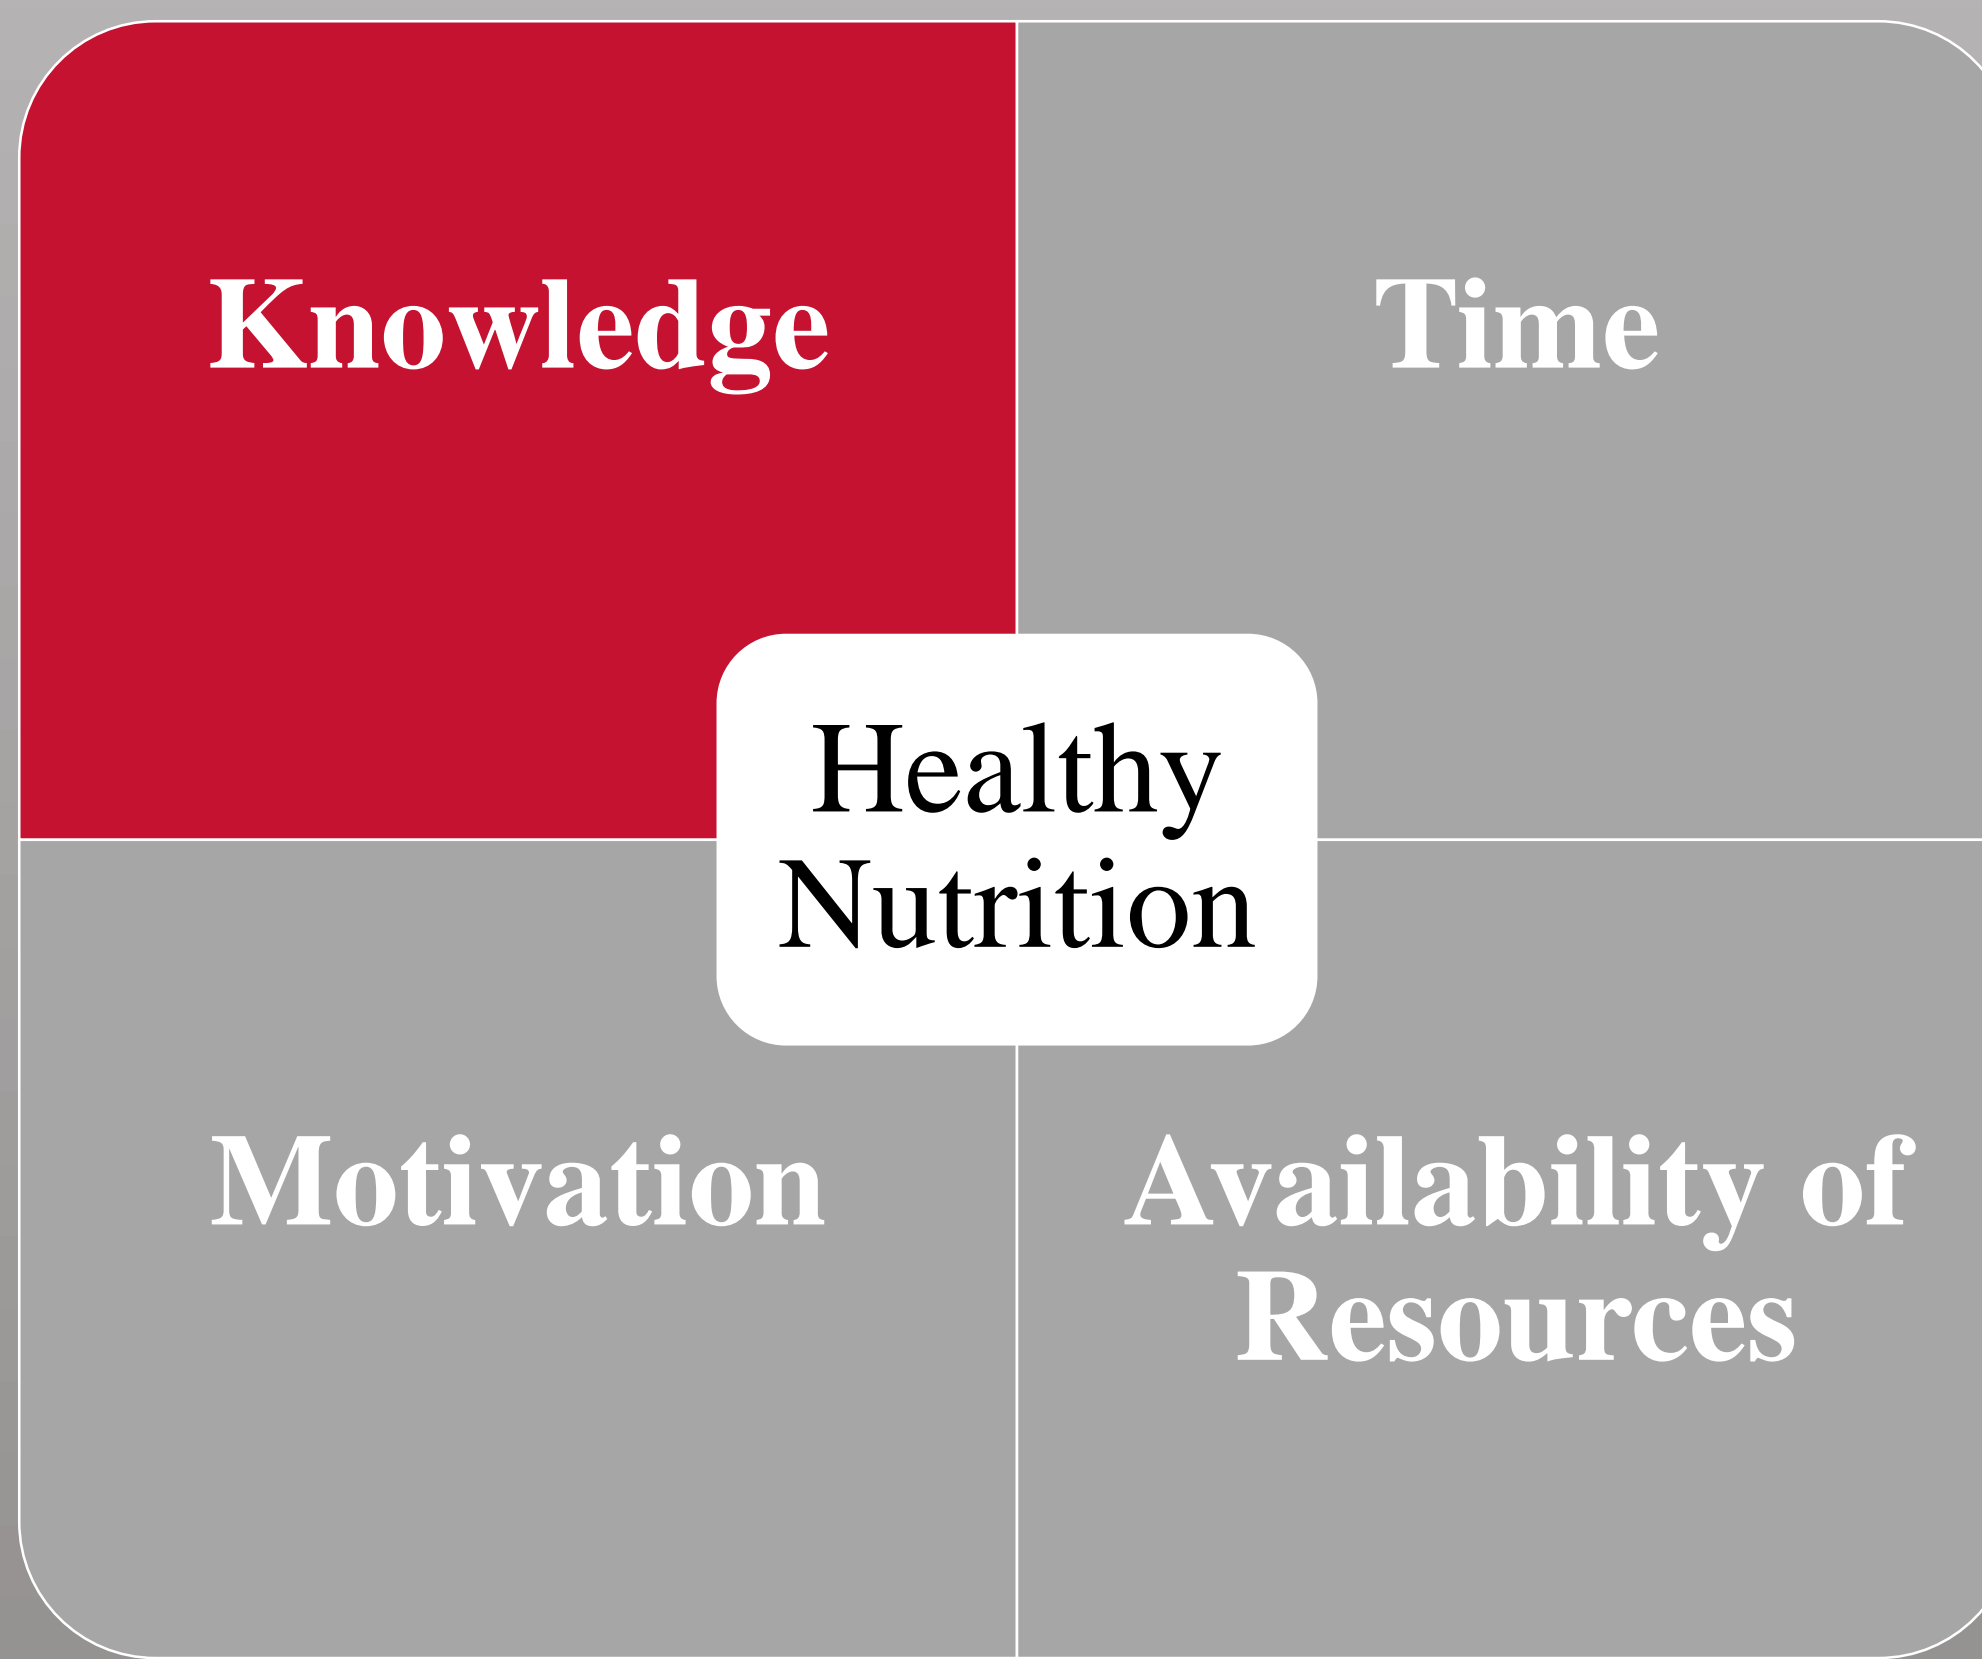 Knowledge
Time
Healthy
Nutrition
Motivation
Availability of
Resources